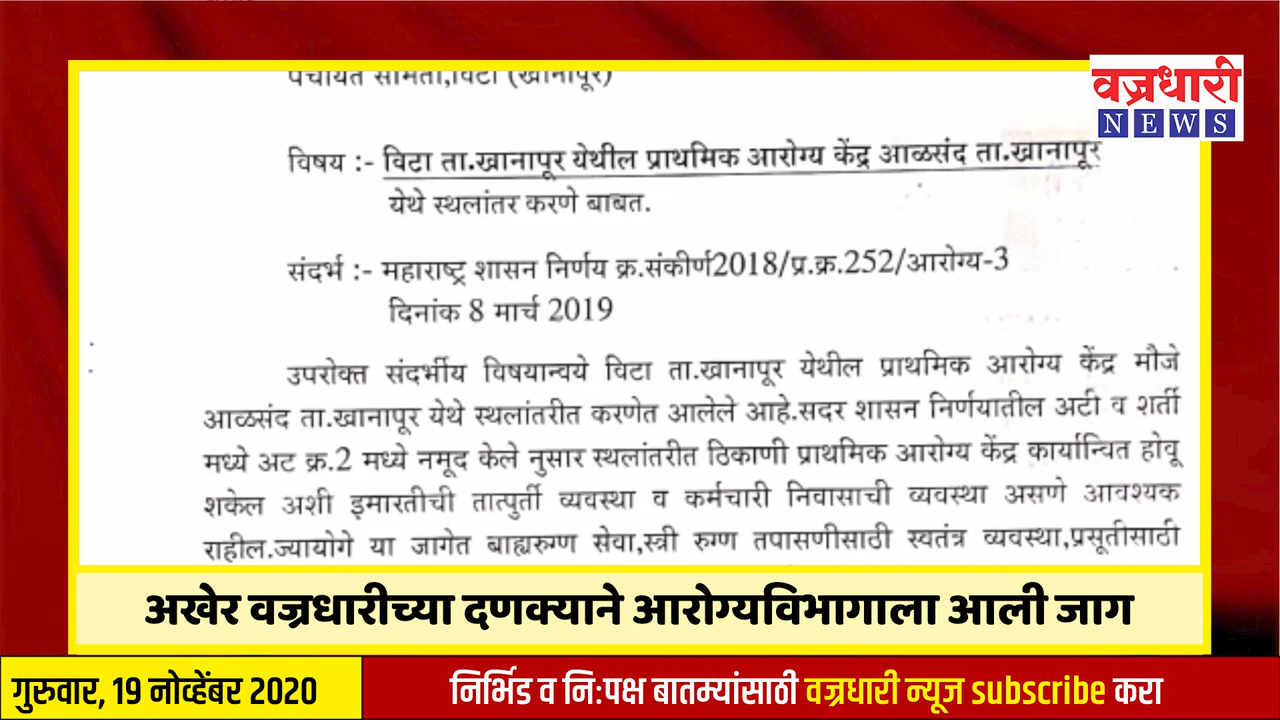 पंचायत समिती,विटा (खानापूर)
वज्रधारी
NEWS
विषय :- विटा ता.खानापूर येथील प्राथमिक आरोग्य केंद्र आळसंद ता.खानापूर
येथे स्थलांतर करणे बाबत.
संदर्भ :- महाराष्ट्र शासन निर्णय क्र.संकीर्ण2018/प्र.क्र.252/आरोग्य-3
दिनांक 8 मार्च 2019
उपरोक्त संदर्भीय विषयान्वये विटा ता.खानापूर येथील प्राथमिक आरोग्य केंद्र मौजे
आळसंद ता.खानापूर येथे स्थलांतरीत करणेत आलेले आहे.सदर शासन निर्णयातील अटी व शर्ती
मध्ये अट क्र.2 मध्ये नमूद केले नुसार स्थलांतरीत ठिकाणी प्राथमिक आरोग्य केंद्र कार्यान्वित होवू
शकेल अशी इमारतीची तात्पुर्ती व्यवस्था व कर्मचारी निवासाची व्यवस्था असणे आवश्यक
राहील.ज्यायोगे या जागेत बाह्यरुग्ण सेवा,स्त्री रुग्ण तपासणीसाठी स्वतंत्र व्यवस्था,प्रसूतीसाठी
अखेर वज्रधारीच्या दणक्याने आरोग्यविभागाला आली जाग
गुरुवार, 19 नोव्हेंबर 2020
निर्भिड व नि:पक्ष बातम्यांसाठी वज्रधारी न्यूज subscribe करा